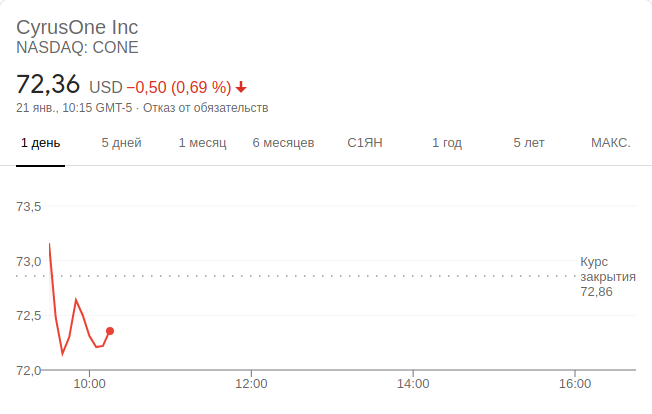 CyrusOne Inc
NASDAQ: CONE
72,36 USD −0,50 (0,69 %)
21 янв., 10:15 GMT-5 · Отказ от обязательств
1 день 5 дней 1 месяц 6 месяцев С1ЯН 1 год 5 лет МАКС.
73,5
73,0
Курс
закрытия
72,86
72,5
72,0
10:00 12:00 14:00 16:00